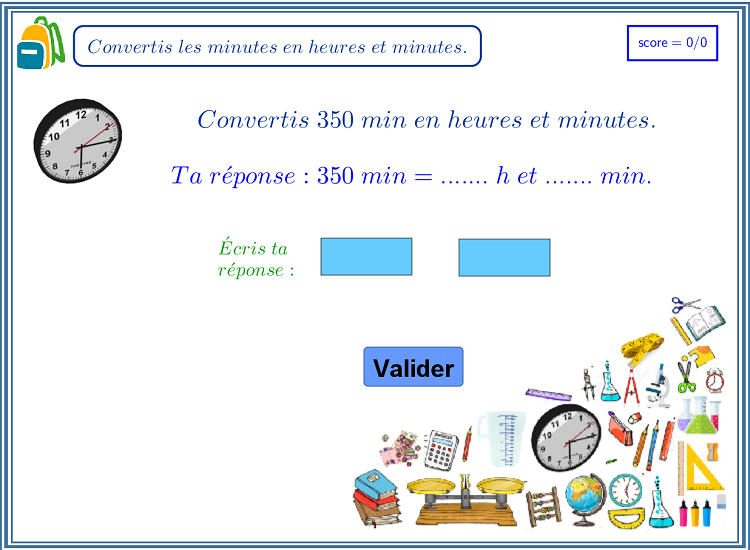 Convertis les minutes en heures et minutes.
score = 0/0
Convertis 350 min en heures et minutes.
Ta réponse : 350 min = ....... h et ....... min.
Écris ta
réponse :
Valider